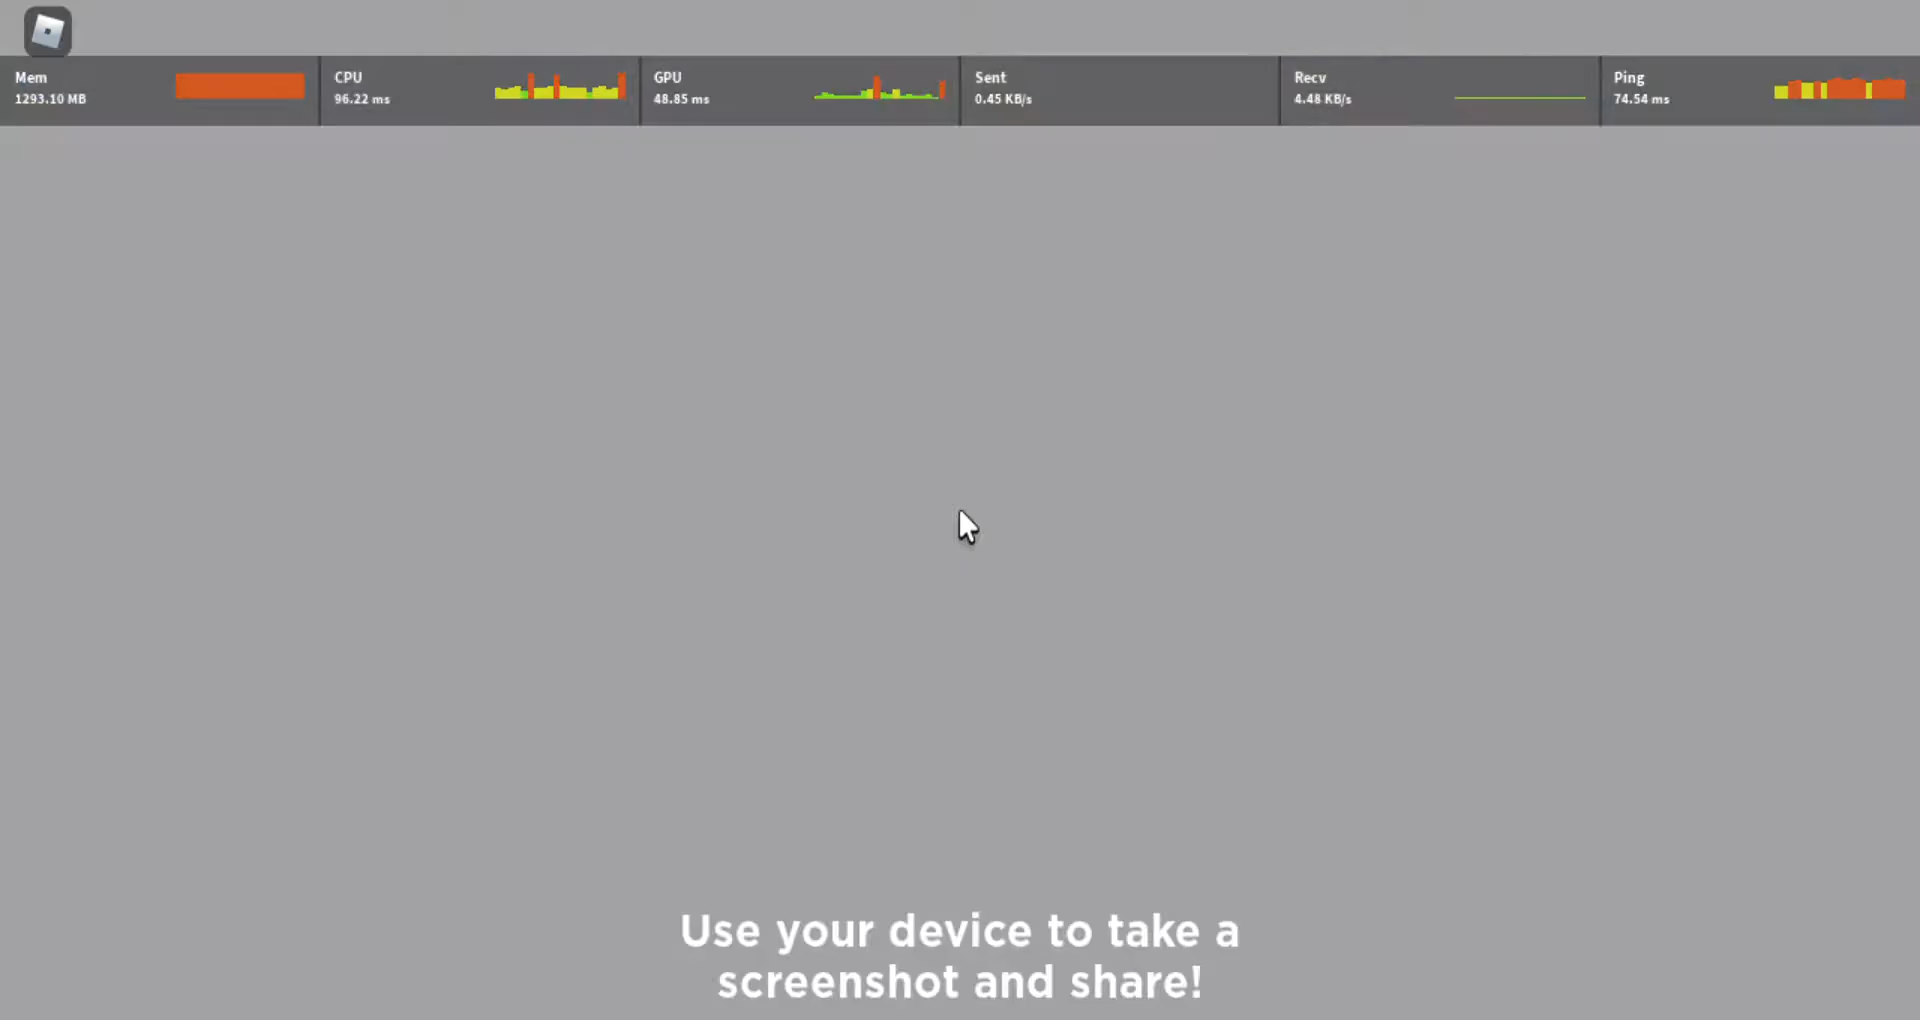 Mem
1293.10 MB
CPU
96.22 ms
GPU
48.85 ms
Sent
0.45 KB/s
Recv
4.48 KB/s
Ping
74.54 ms
Use your device to take a
screenshot and share!